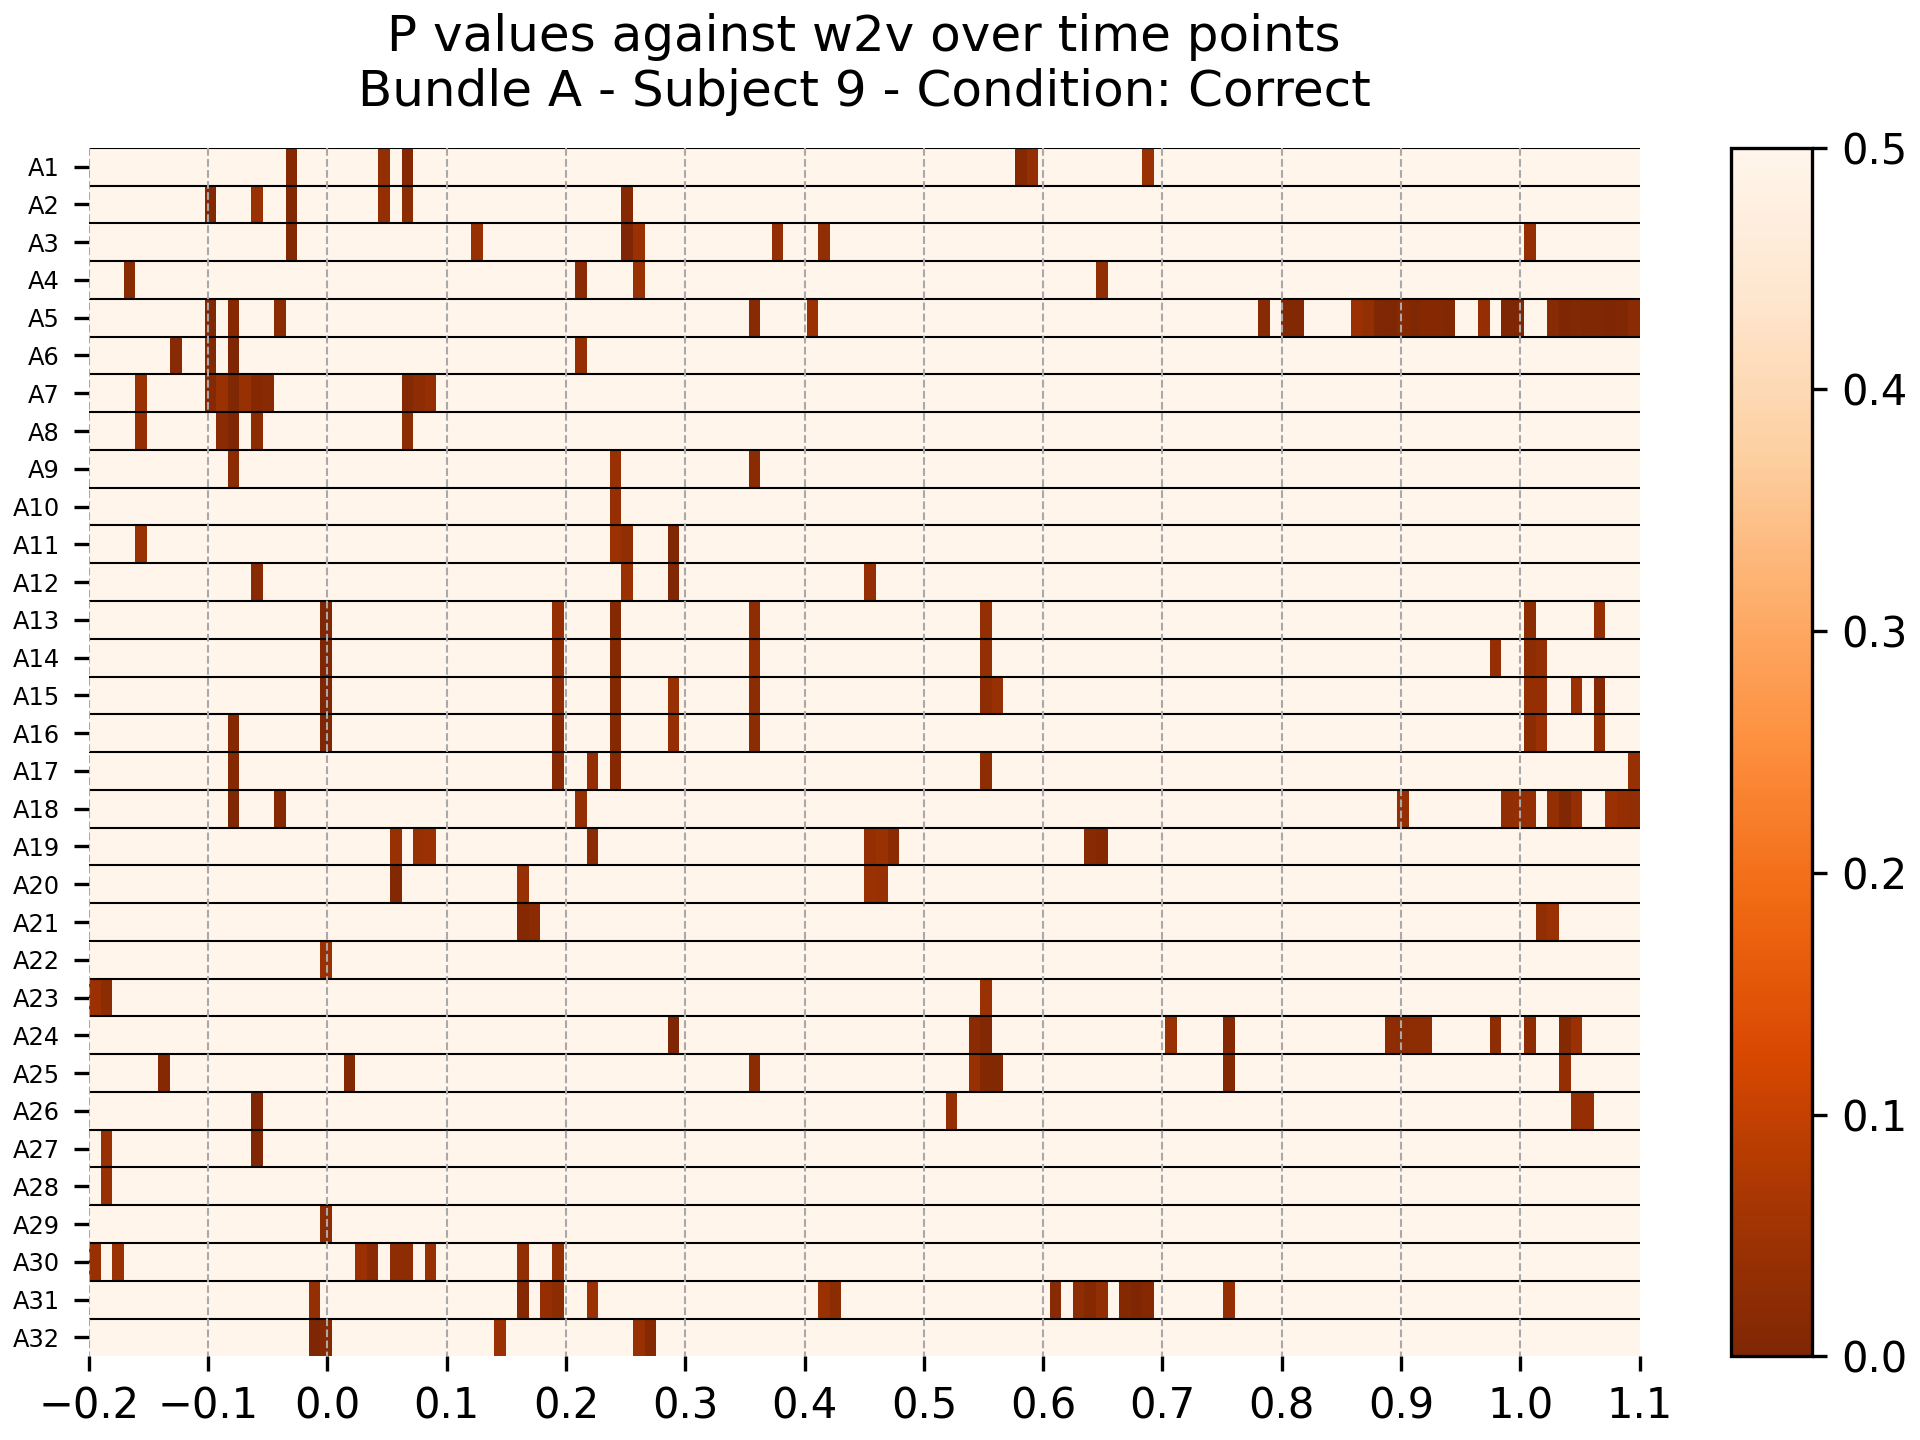 P values against w2v over time points
Bundle A - Subject 9 - Condition: Correct
A1
A2
A3
A4
A5
A6
A7
A8
A9
A10
A11
A12
A13
A14
A15
A16
A17
A18
A19
A20
A21
A22
A23
A24
A25
A26
A27
A28
A29
A30
A31
A32
−0.2 −0.1 0.0 0.1 0.2 0.3 0.4 0.5 0.6 0.7 0.8 0.9 1.0 1.1
0.5
0.4
0.3
0.2
0.1
0.0